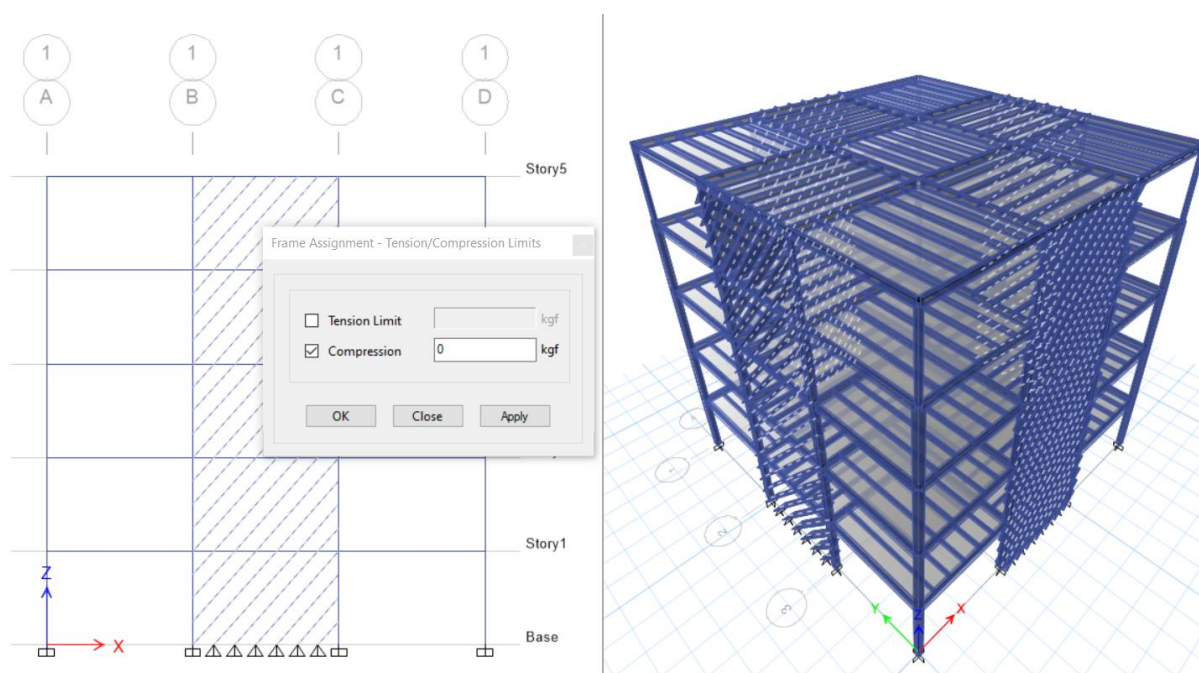 1 1 1 1
A B C D
Story5
Frame Assignment - Tension/Compression Limits
Tension Limit kgf
Compression 0 kgf
OK Close Apply
Story1
Z
X
Base
Y Z X